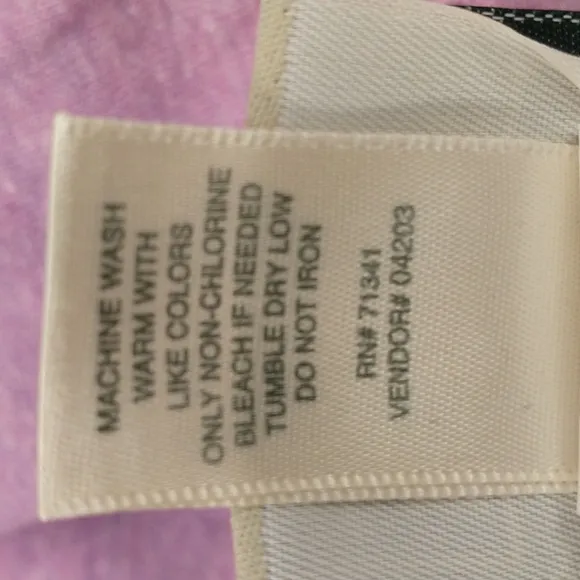 MACHINE WASH
WARM WITH
LIKE COLORS
ONLY NON-CHLORINE
BLEACH IF NEEDED
TUMBLE DRY LOW
DO NOT IRON
RN# 71341
VENDOR# 04203